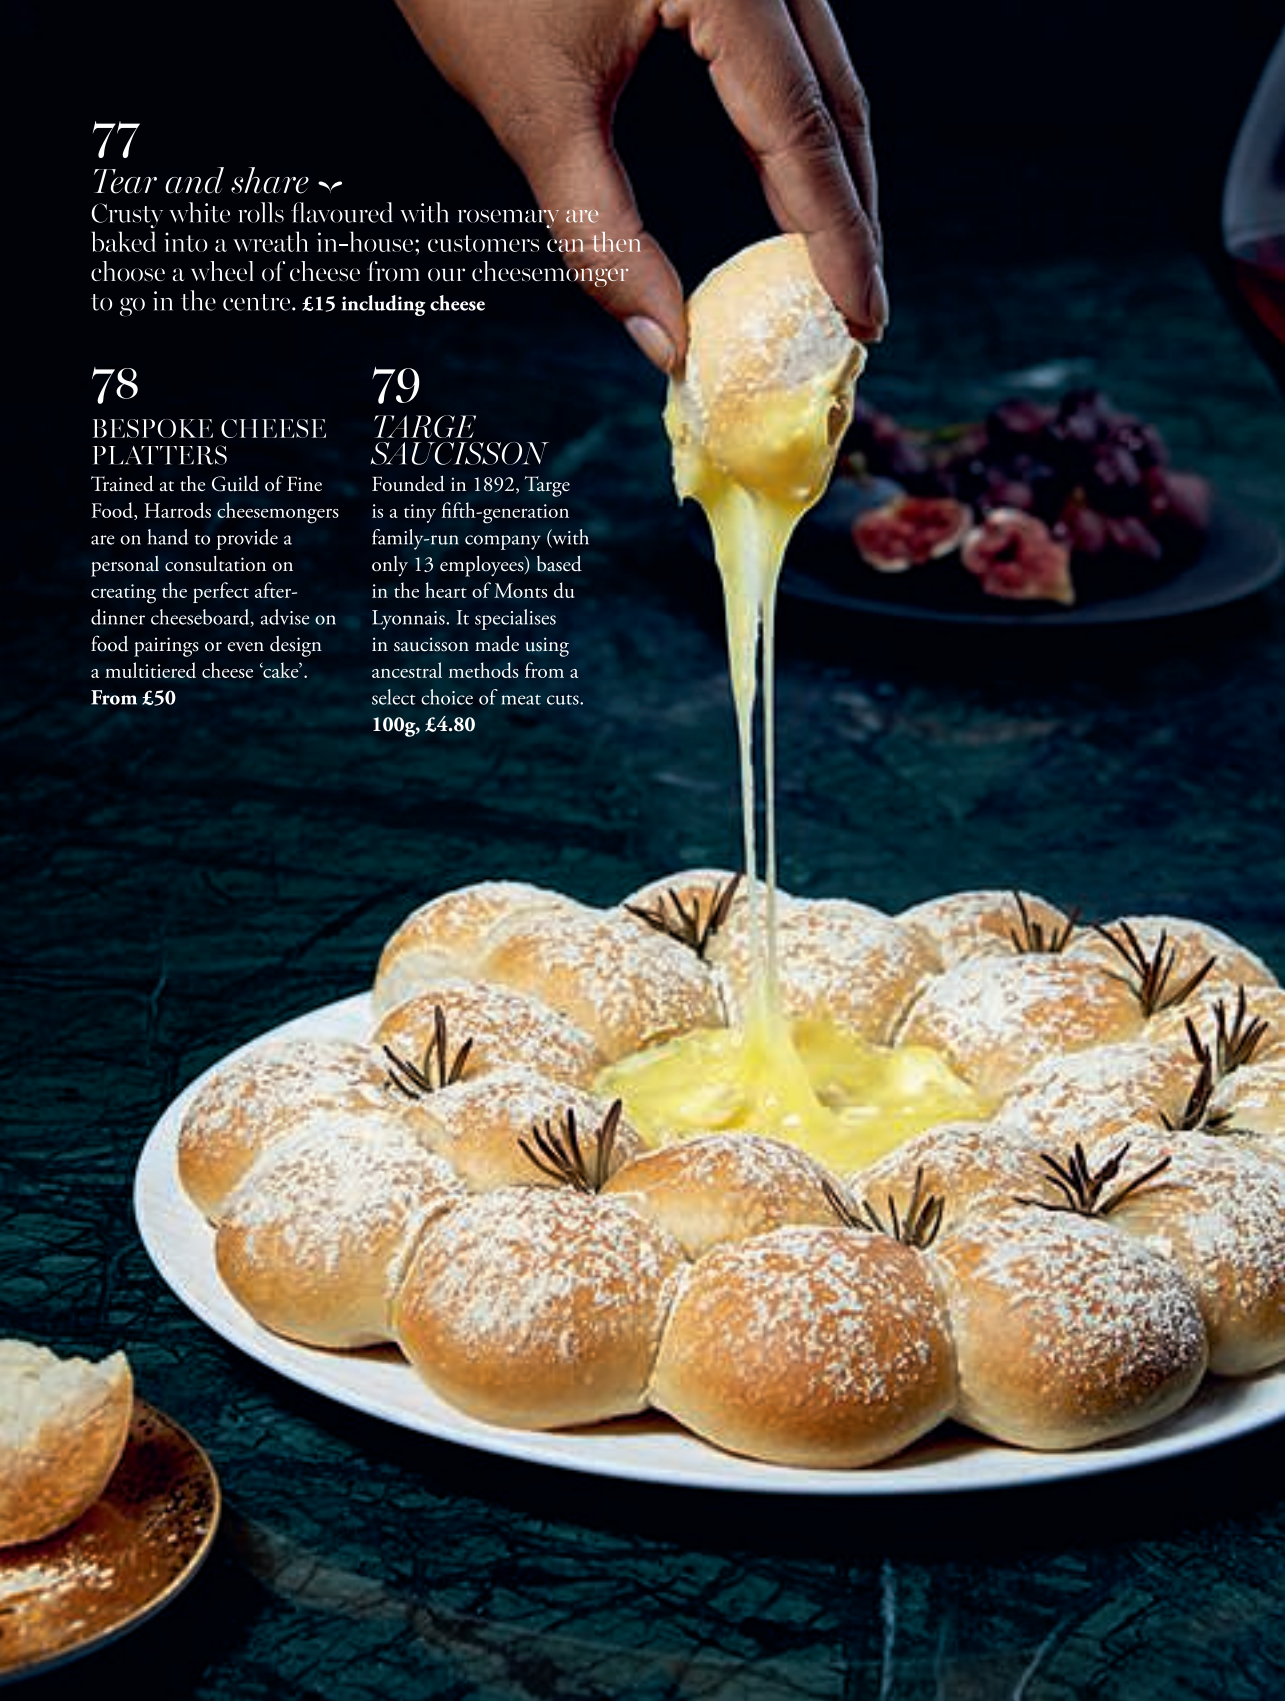 77
Tear and share
Crusty white rolls flavoured with rosemary are
baked into a wreath in-house; customers can then
choose a wheel of cheese from our cheesemonger
to go in the centre. £15 including cheese
78
BESPOKE CHEESE
PLATTERS
Trained at the Guild of Fine
Food, Harrods cheesemongers
are on hand to provide a
personal consultation on
creating the perfect after-
dinner cheeseboard, advise on
food pairings or even design
a multitiered cheese ‘cake’.
From £50
79
TARGE
SAUCISSON
Founded in 1892, Targe
is a tiny fifth-generation
family-run company (with
only 13 employees) based
in the heart of Monts du
Lyonnais. It specialises
in saucisson made using
ancestral methods from a
select choice of meat cuts.
100g, £4.80